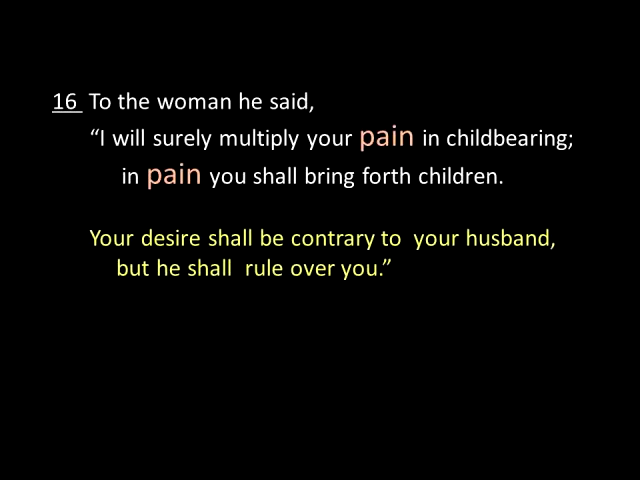 16 To the woman he said,
“I will surely multiply your pain in childbearing;
in pain you shall bring forth children.
Your desire shall be contrary to your husband,
but he shall rule over you.”